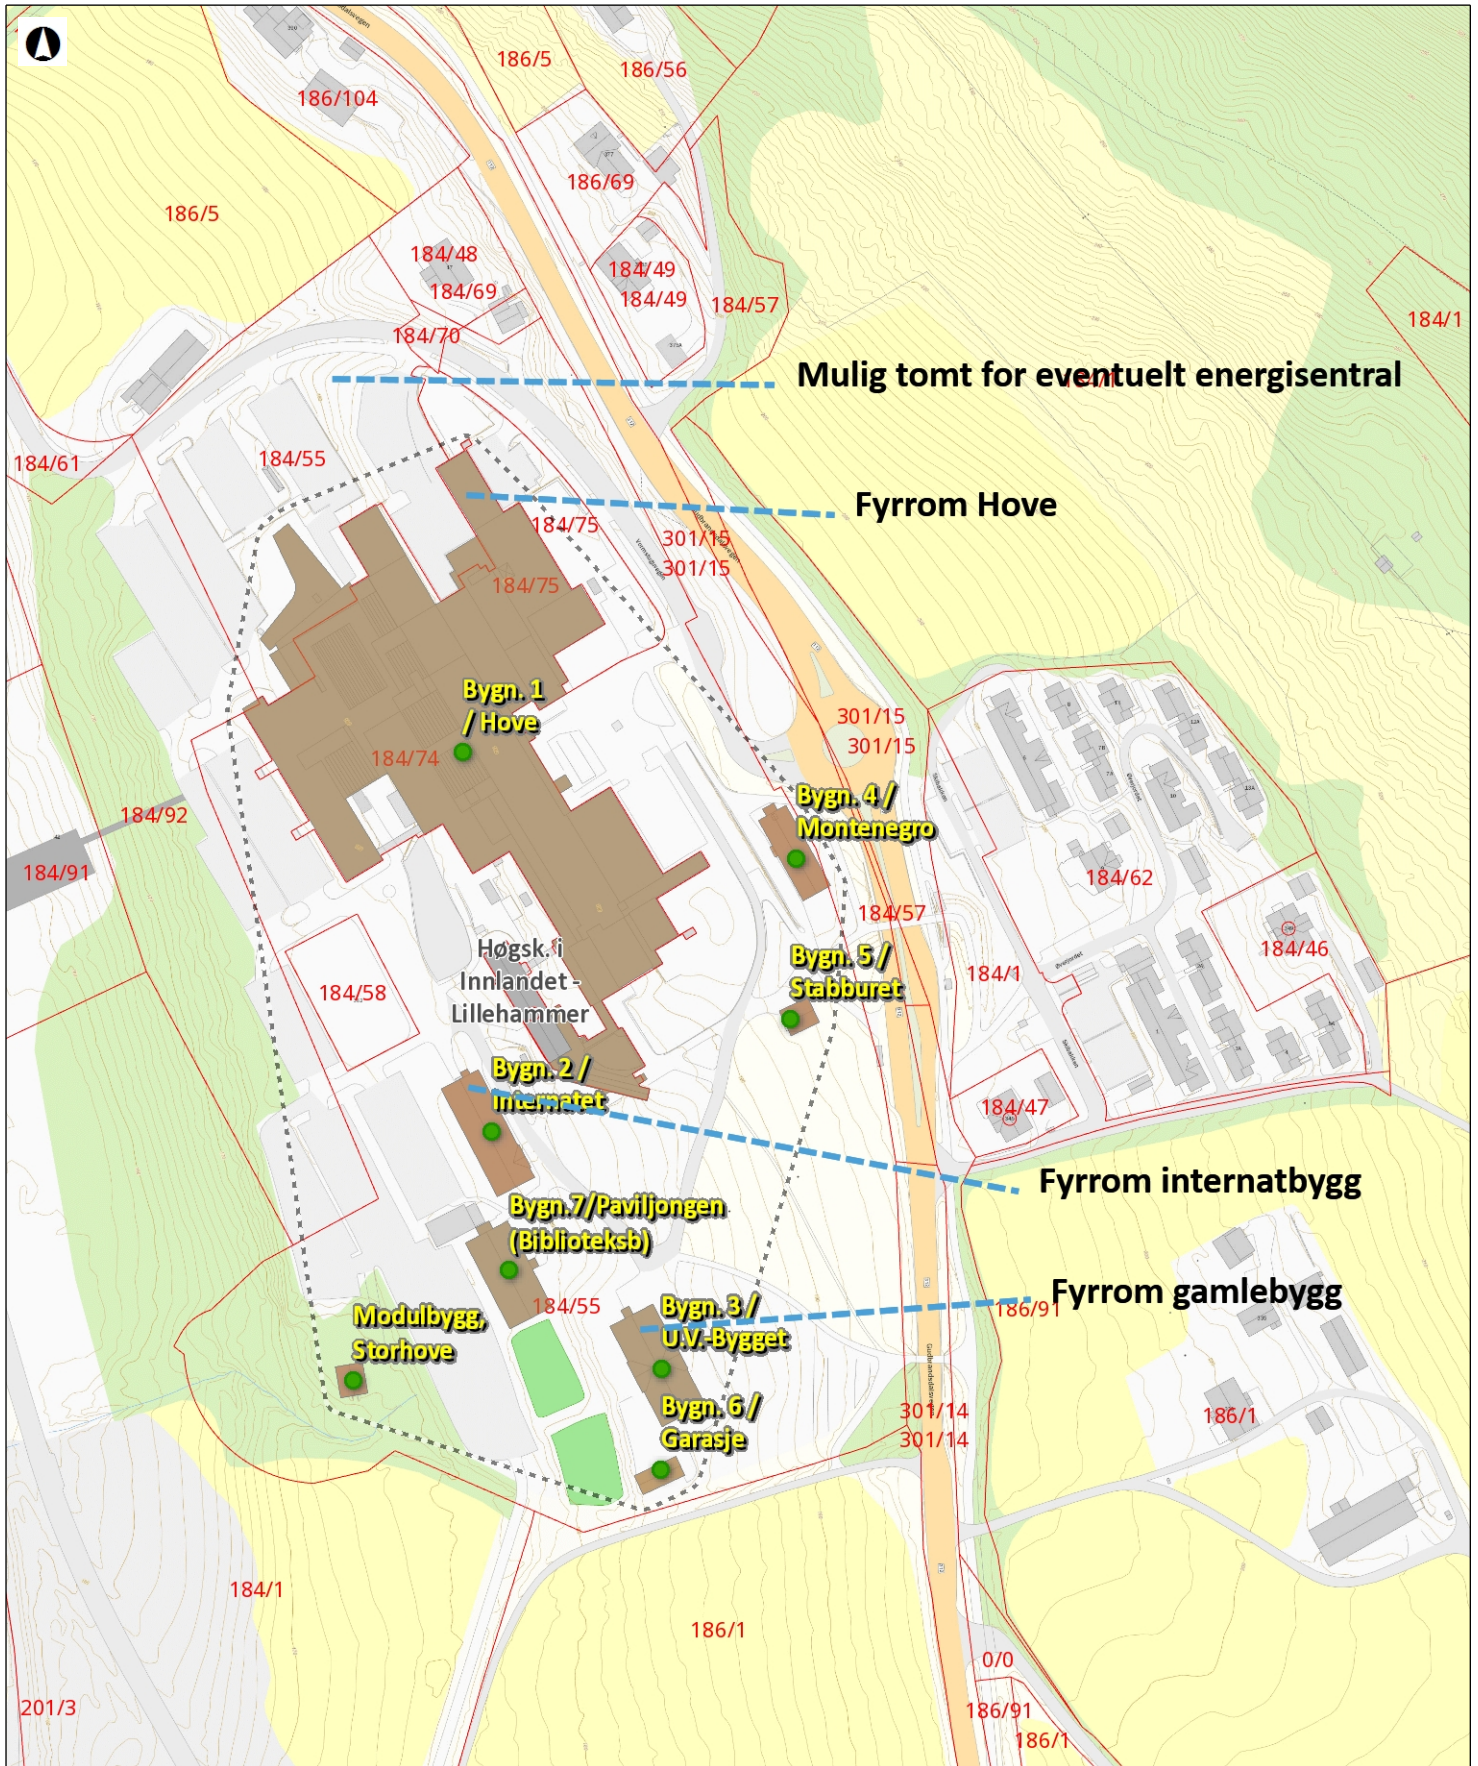 186/5
186/56
186/104
186/69
186/5
184/48
184/49
184/69
184/49
184/57
184/70
184/1
Mulig tomt for eventuelt energisentral
184/61
184/55
Fyrrom Hove
184/75
301/15
301/15
184/75
Bygn. 1
/ Hove
301/15
301/15
184/74
Bygn. 4 /
Montenegro
184/92
184/91
184/62
184/57
184/46
Høgsk. i
Innlandet -
Lillehammer
Bygn. 5 /
Stabburet
184/1
184/58
Bygn. 2 /
Internatet
184/47
Fyrrom internatbygg
Bygn.7/Paviljongen
(Biblioteksb)
Fyrrom gamlebygg
186/91
184/55
Bygn. 3 /
U.V.-Bygget
Modulbygg,
Storhove
Bygn. 6 /
Garasje
301/14
301/14
186/1
184/1
186/1
0/0
201/3
186/91
186/1